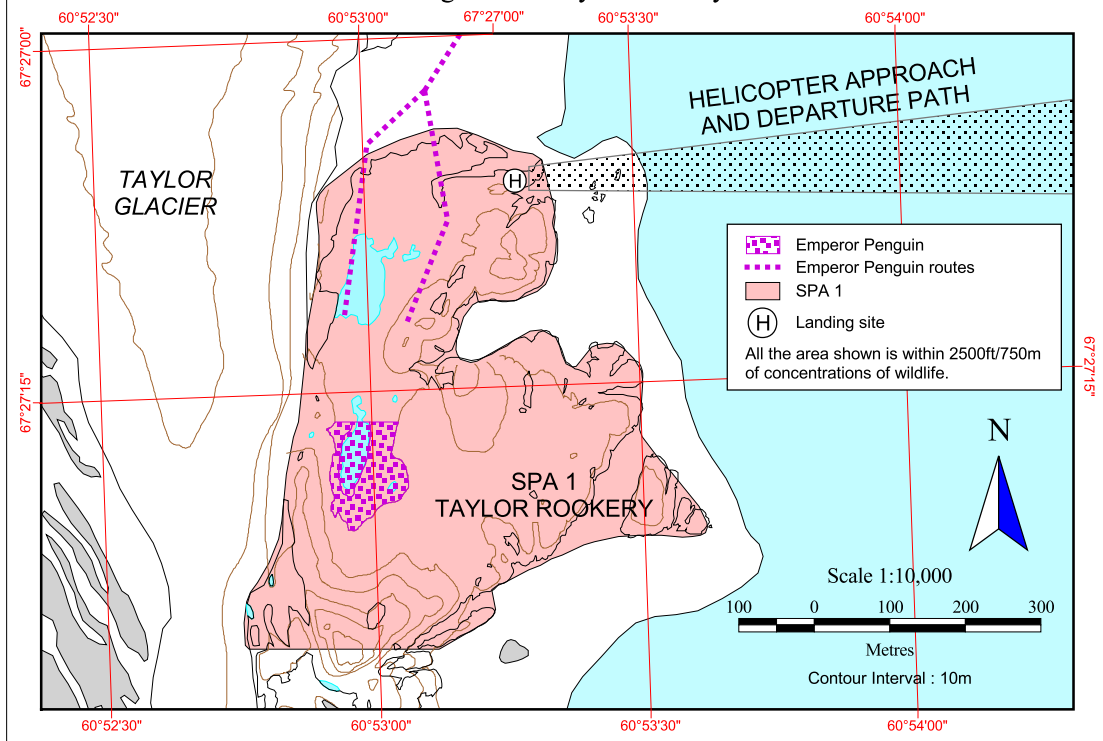 60°52'30"
60°53'00"
67°27'00"
60°53'30"
60°54'00"
67°27'00"
HELICOPTER APPROACH
AND DEPARTURE PATH
TAYLOR
GLACIER
H
Emperor Penguin
Emperor Penguin routes
SPA 1
H
Landing site
All the area shown is within 2500ft/750m
of concentrations of wildlife.
67°27'15"
67°27'15"
N
SPA 1
TAYLOR ROOKERY
Scale 1:10,000
100 0 100 200 300
Metres
Contour Interval : 10m
60°52'30"
60°53'00"
60°53'30"
60°54'00"